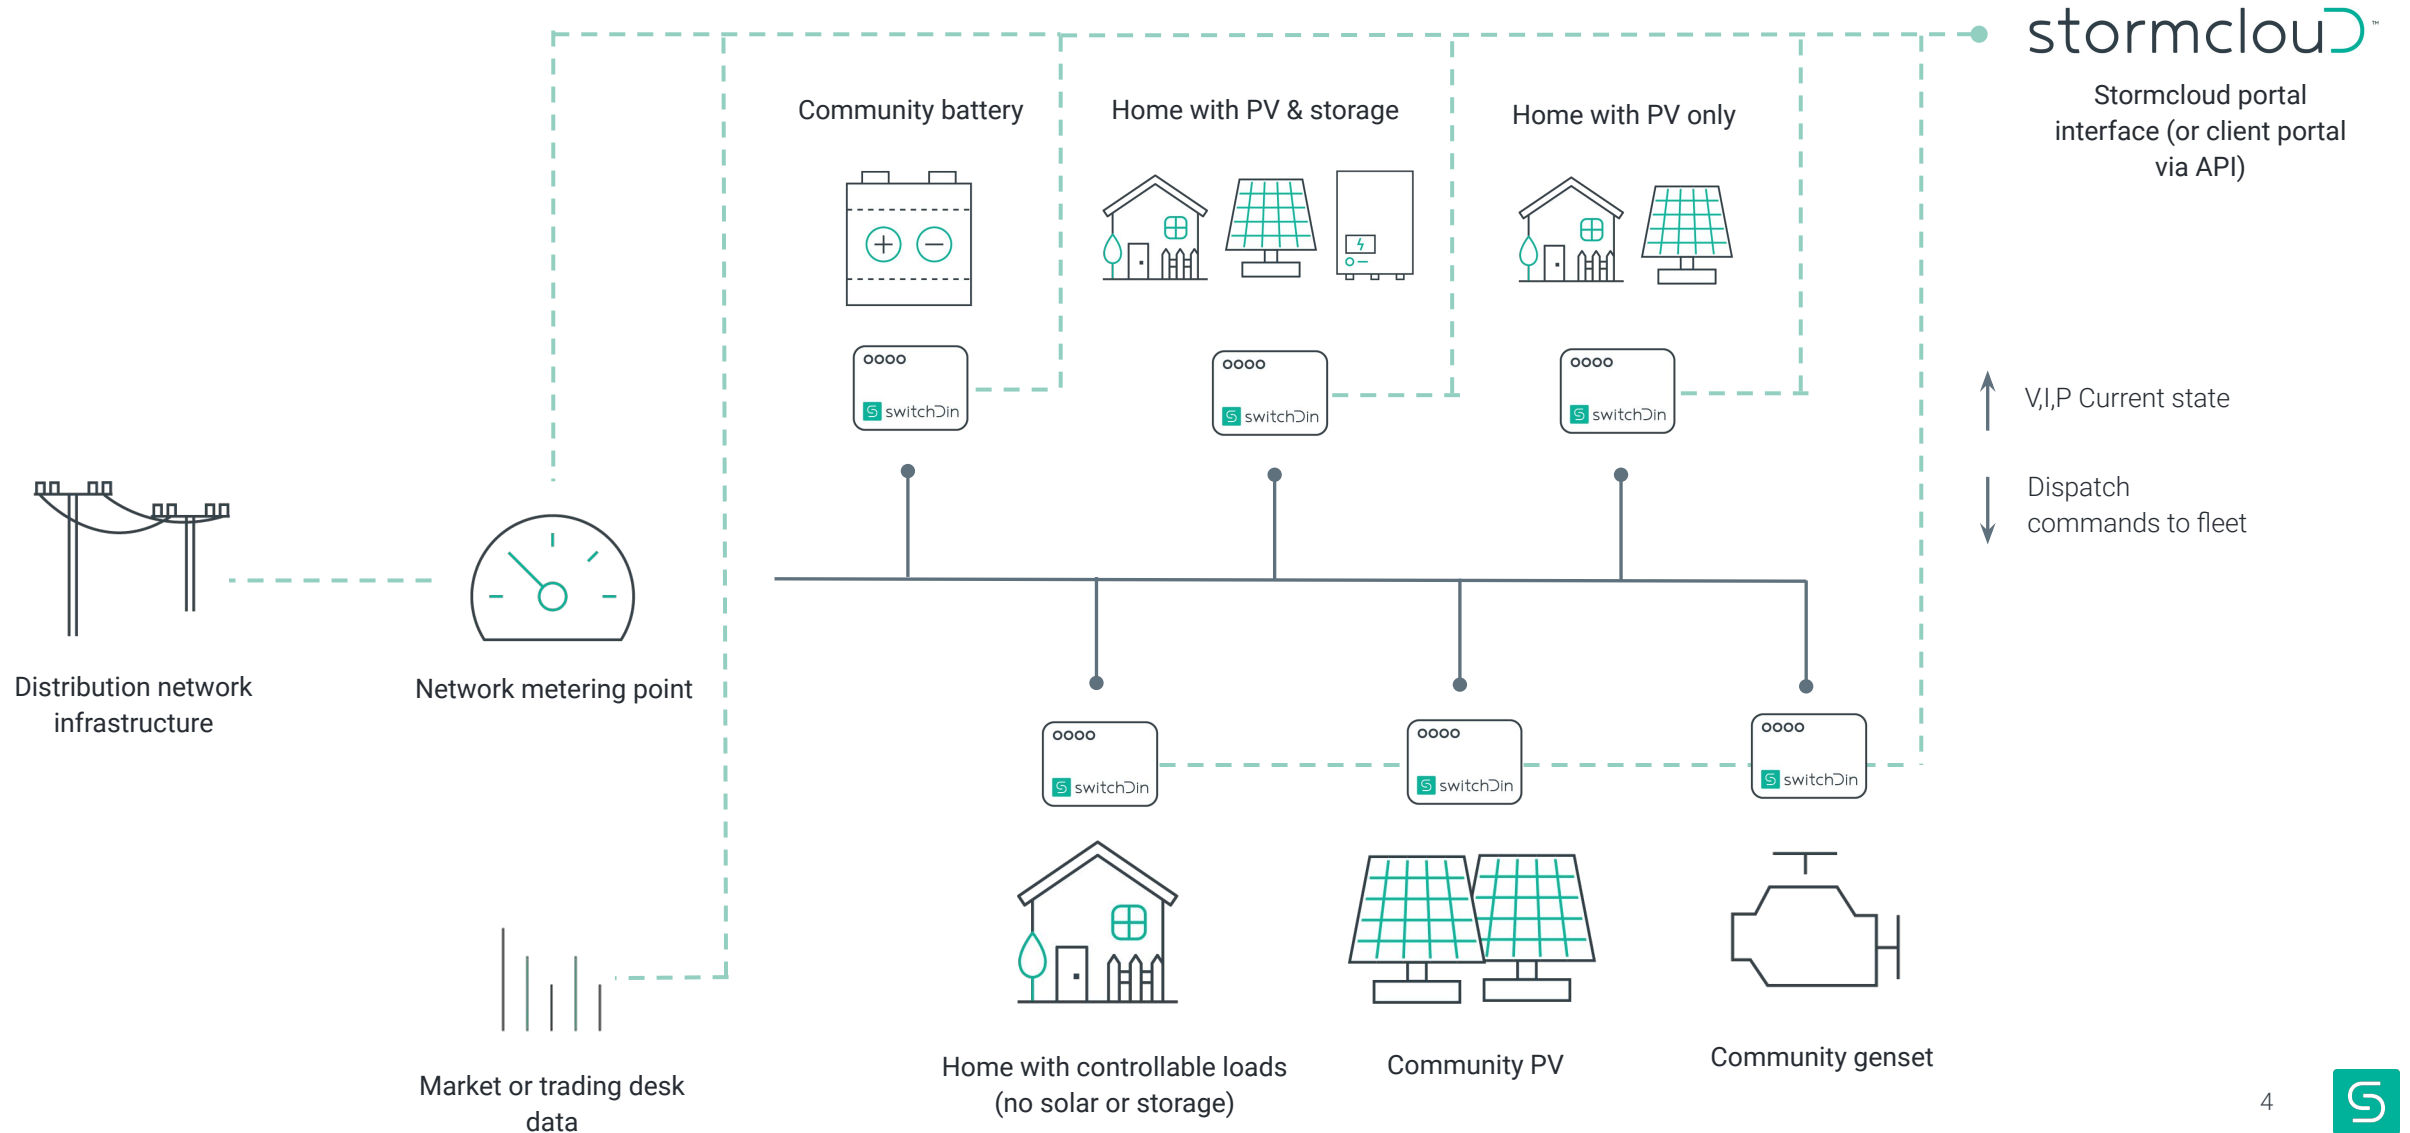 stormclouD™
Stormcloud portal
interface (or client portal
via API)
Community battery
Home with PV & storage
Home with PV only
switchDin
switchDin
switchDin
V,I,P Current state
Dispatch
commands to fleet
Distribution network
infrastructure
Network metering point
switchDin
switchDin
switchDin
Market or trading desk
data
Home with controllable loads
(no solar or storage)
Community PV
Community genset
4